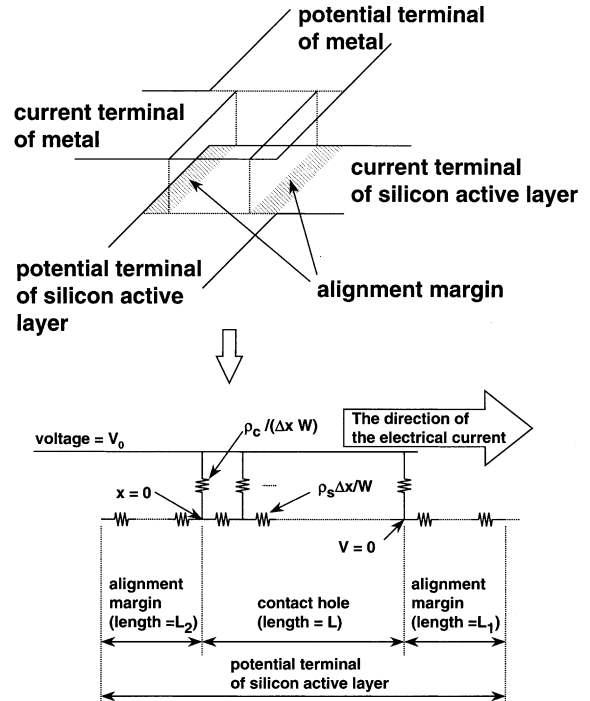 potential terminal
of metal
current terminal
of metal
current terminal
of silicon active layer
potential terminal
of silicon active
layer
alignment margin
The direction of
the electrical current
voltage = V₀
ρc /(Δx W)
x = 0
.....
ρsΔx/W
V = 0
alignment
margin
(length =L₂)
contact hole
(length = L)
alignment
margin
(length =L₁)
potential terminal
of silicon active layer